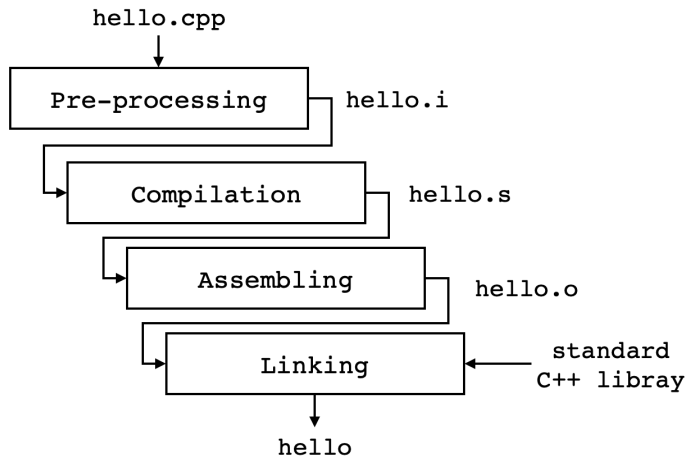 hello.cpp
Pre-processing
hello.i
Compilation
hello.s
Assembling
hello.o
Linking
standard
C++ libray
hello